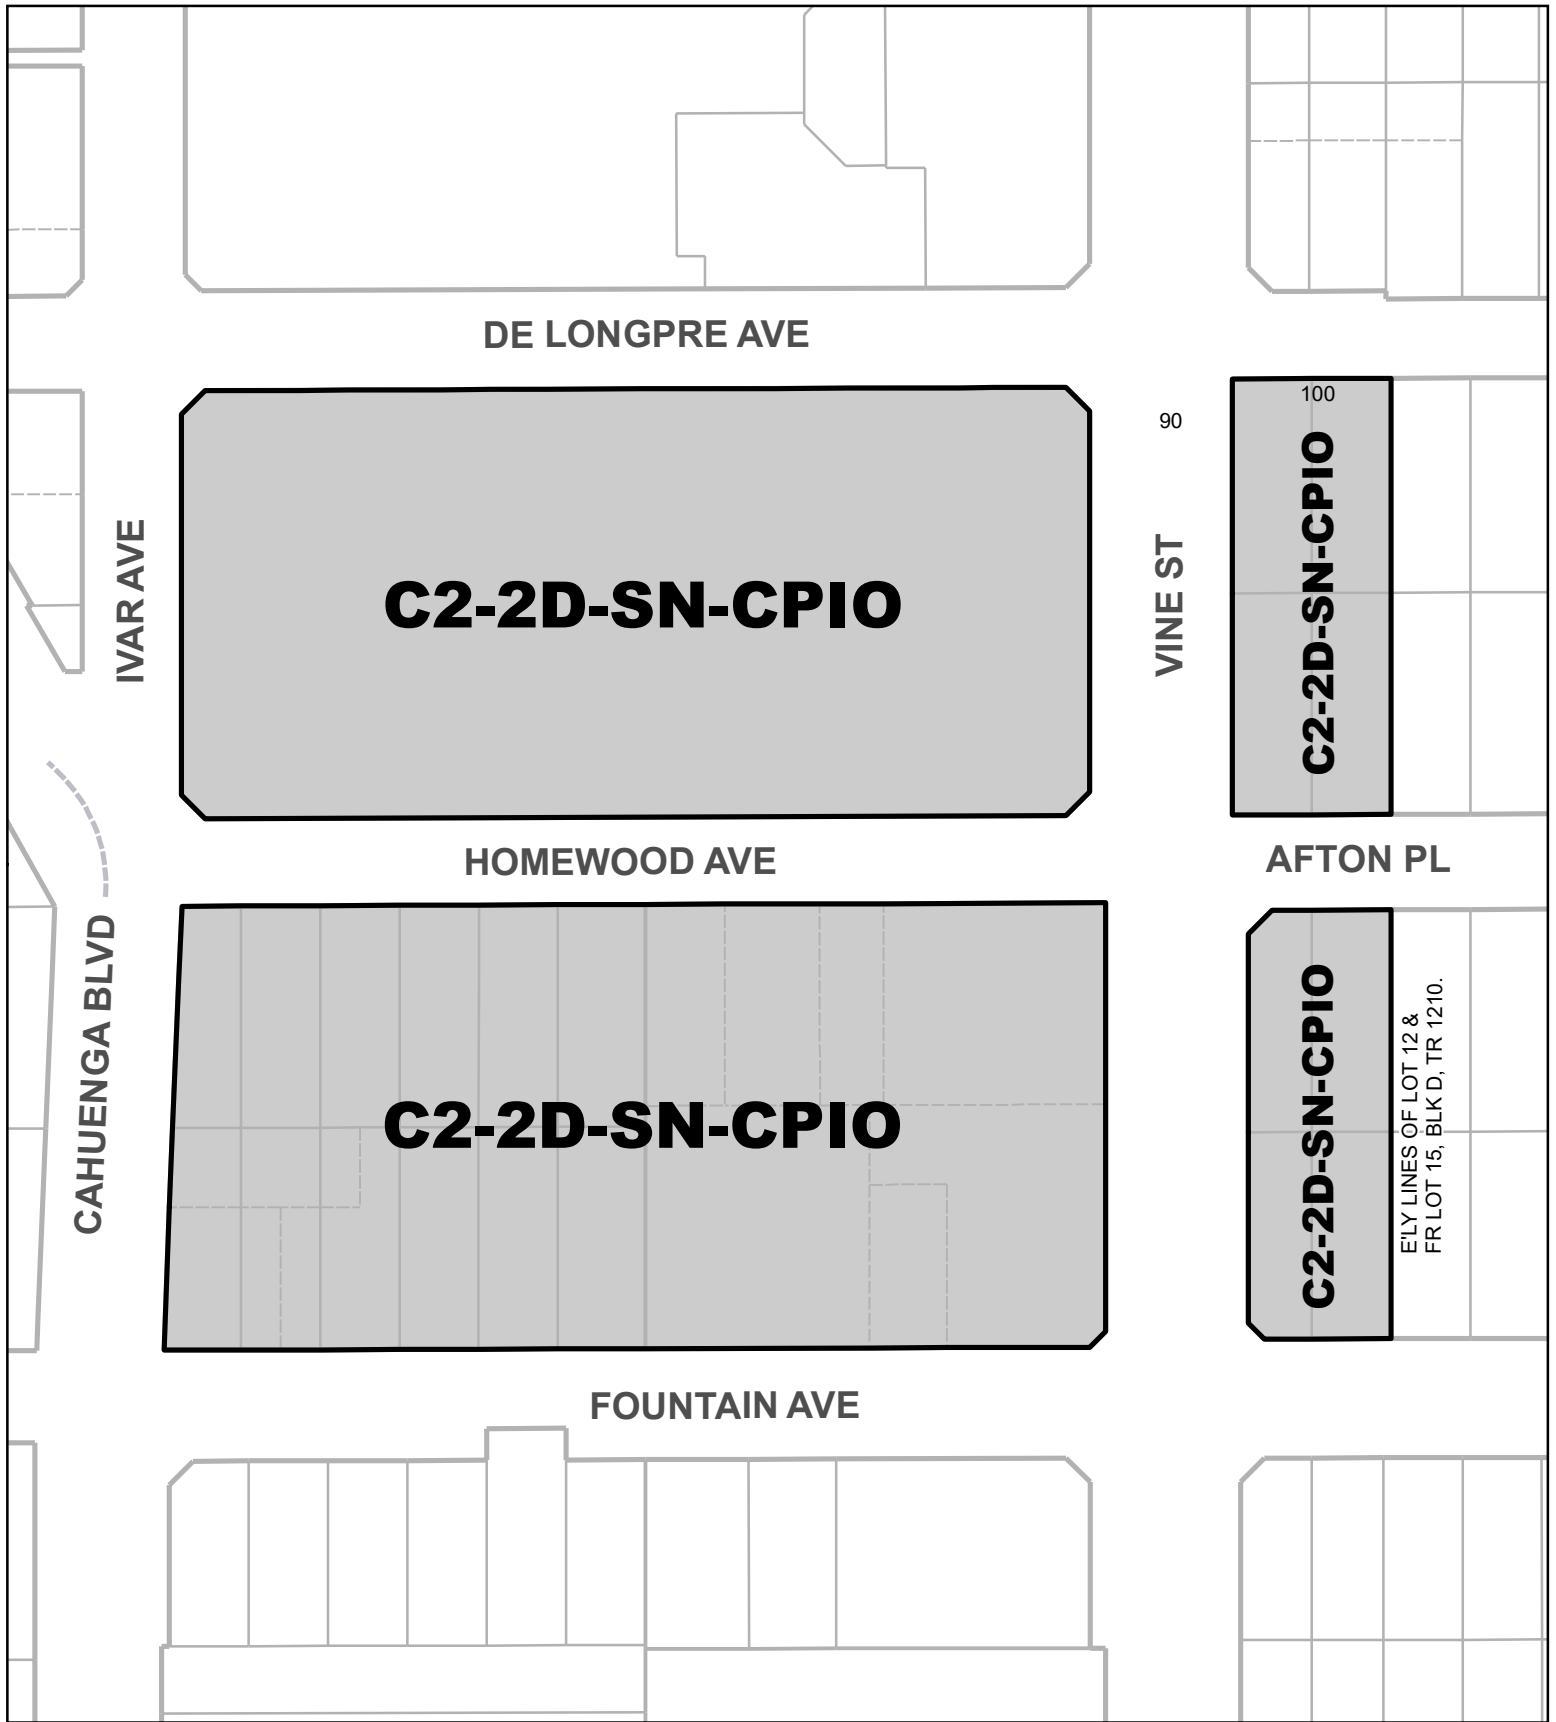 DE LONGPRE AVE
100
90
IVAR AVE
C2-2D-SN-CPIO
VINE ST
C2-2D-SN-CPIO
HOMEWOOD AVE
AFTON PL
CAHUENGA BLVD
C2-2D-SN-CPIO
C2-2D-SN-CPIO
E'LY LINES OF LOT 12 &
FR LOT 15, BLK D, TR 1210.
FOUNTAIN AVE